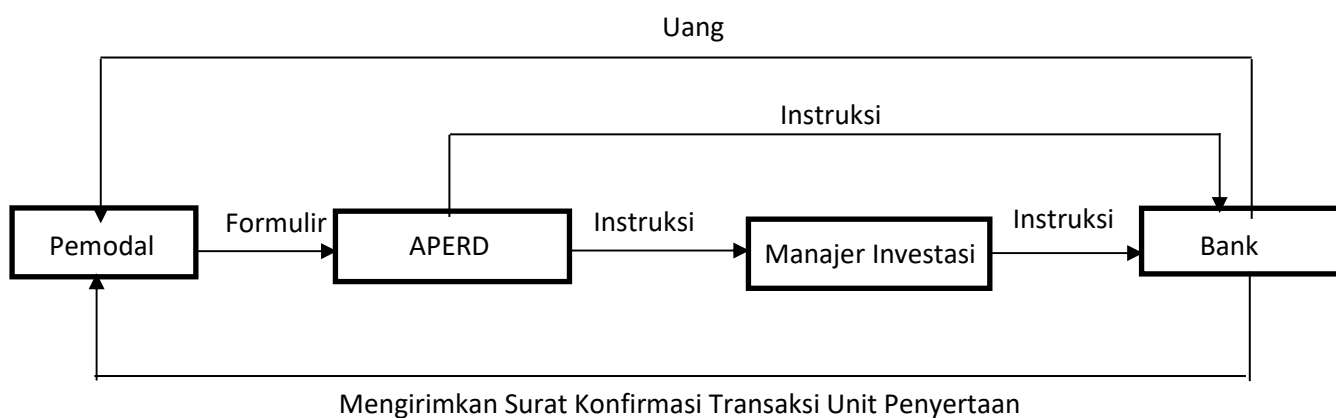 Uang
Instruksi
Formulir
Instruksi
Instruksi
Pemodal
APERD
Manajer Investasi
Bank
Mengirimkan Surat Konfirmasi Transaksi Unit Penyertaan